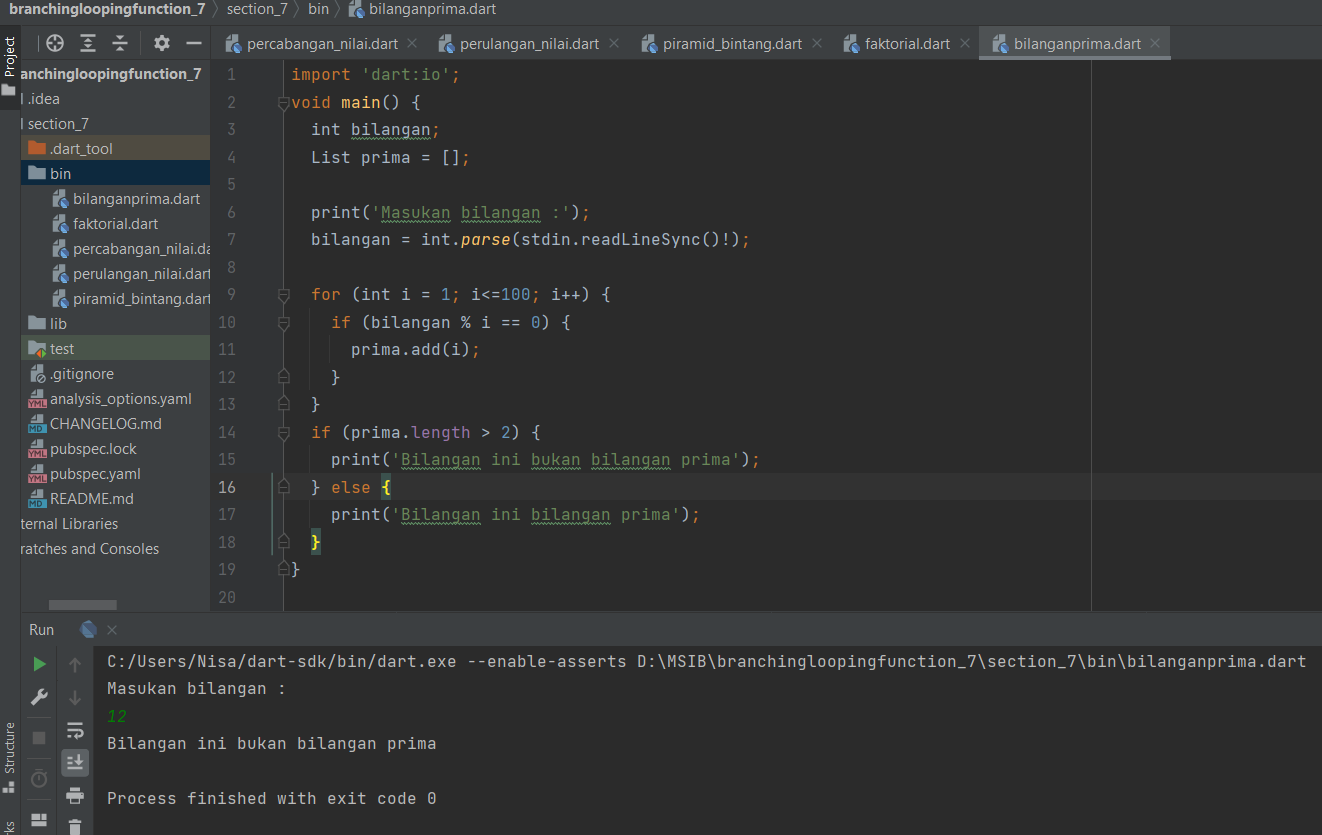 branchingloopingfunction_7 〉 section_7 〉 bin 〉 bilanganprima.dart
Project
percabangan_nilai.dart × perulangan_nilai.dart × piramid_bintang.dart × faktorial.dart × bilanganprima.dart ×
anchingloopingfunction_7
.idea
section_7
.dart_tool
bin
bilanganprima.dart
faktorial.dart
percabangan_nilai.da
perulangan_nilai.dart
piramid_bintang.dart
lib
test
.gitignore
YML analysis_options.yaml
MD CHANGELOG.md
YML pubspec.lock
YML pubspec.yaml
MD README.md
ternal Libraries
ratches and Consoles
1 import 'dart:io';
2 void main() {
3 int bilangan;
4 List prima = [];
5
6 print('Masukan bilangan :');
7 bilangan = int.parse(stdin.readLineSync()!);
8
9 for (int i = 1; i<=100; i++) {
10 if (bilangan % i == 0) {
11 prima.add(i);
12 }
13 }
14 if (prima.length > 2) {
15 print('Bilangan ini bukan bilangan prima');
16 } else {
17 print('Bilangan ini bilangan prima');
18 }
19 }
20
Run ×
C:/Users/Nisa/dart-sdk/bin/dart.exe --enable-asserts D:\MSIB\branchingloopingfunction_7\section_7\bin\bilanganprima.dart
Masukan bilangan :
12
Bilangan ini bukan bilangan prima
Process finished with exit code 0
Structure
rks